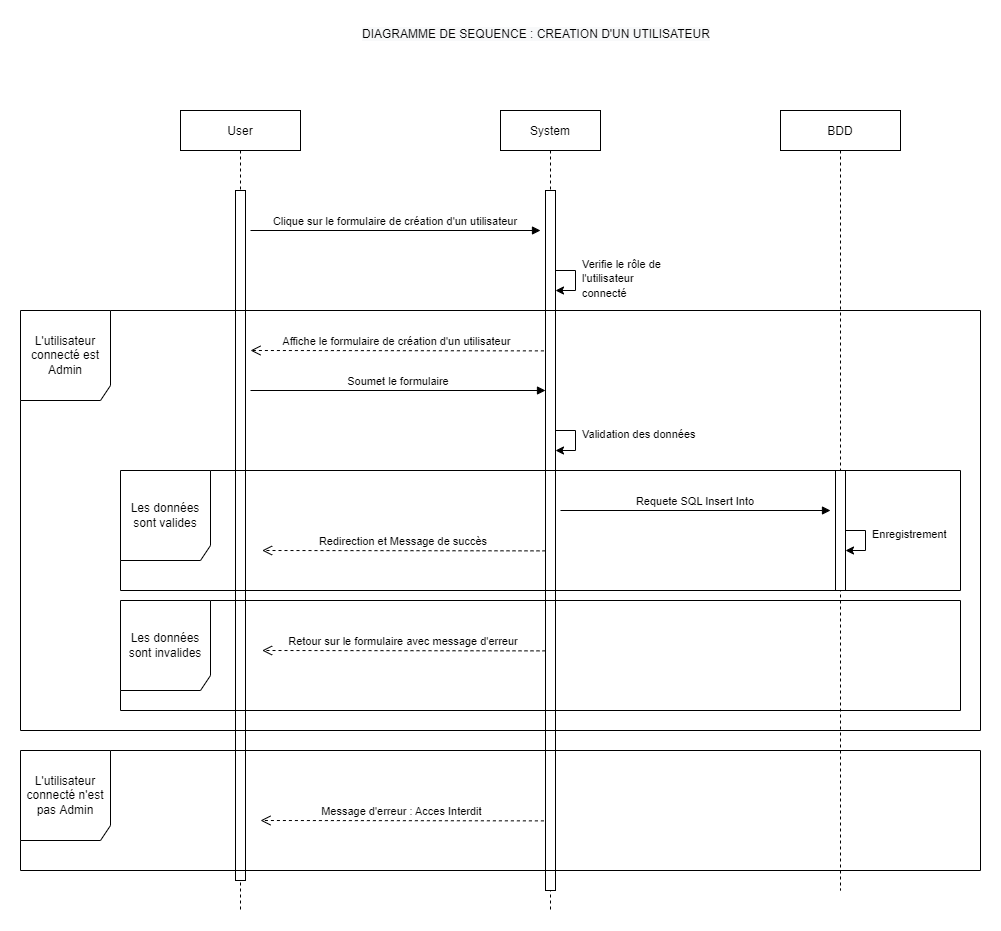 DIAGRAMME DE SEQUENCE : CREATION D'UN UTILISATEUR
User
System
BDD
Clique sur le formulaire de création d'un utilisateur
Verifie le rôle de
l'utilisateur
connecté
L'utilisateur
connecté est
Admin
Affiche le formulaire de création d'un utilisateur
Soumet le formulaire
Validation des données
Les données
sont valides
Requete SQL Insert Into
Enregistrement
Redirection et Message de succès
Les données
sont invalides
Retour sur le formulaire avec message d'erreur
L'utilisateur
connecté n'est
pas Admin
Message d'erreur : Acces Interdit